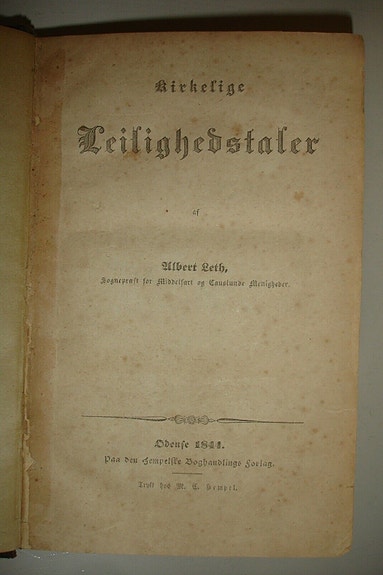 Kirkelige
Leilighedstaler
af
Albert Leth,
Sognepræst for Middelfart og Causlunde Menigheder.
Odense 1844.
Paa den Hempelske Boghandlings Forlag.
Trykt hos M. C. Hempel.